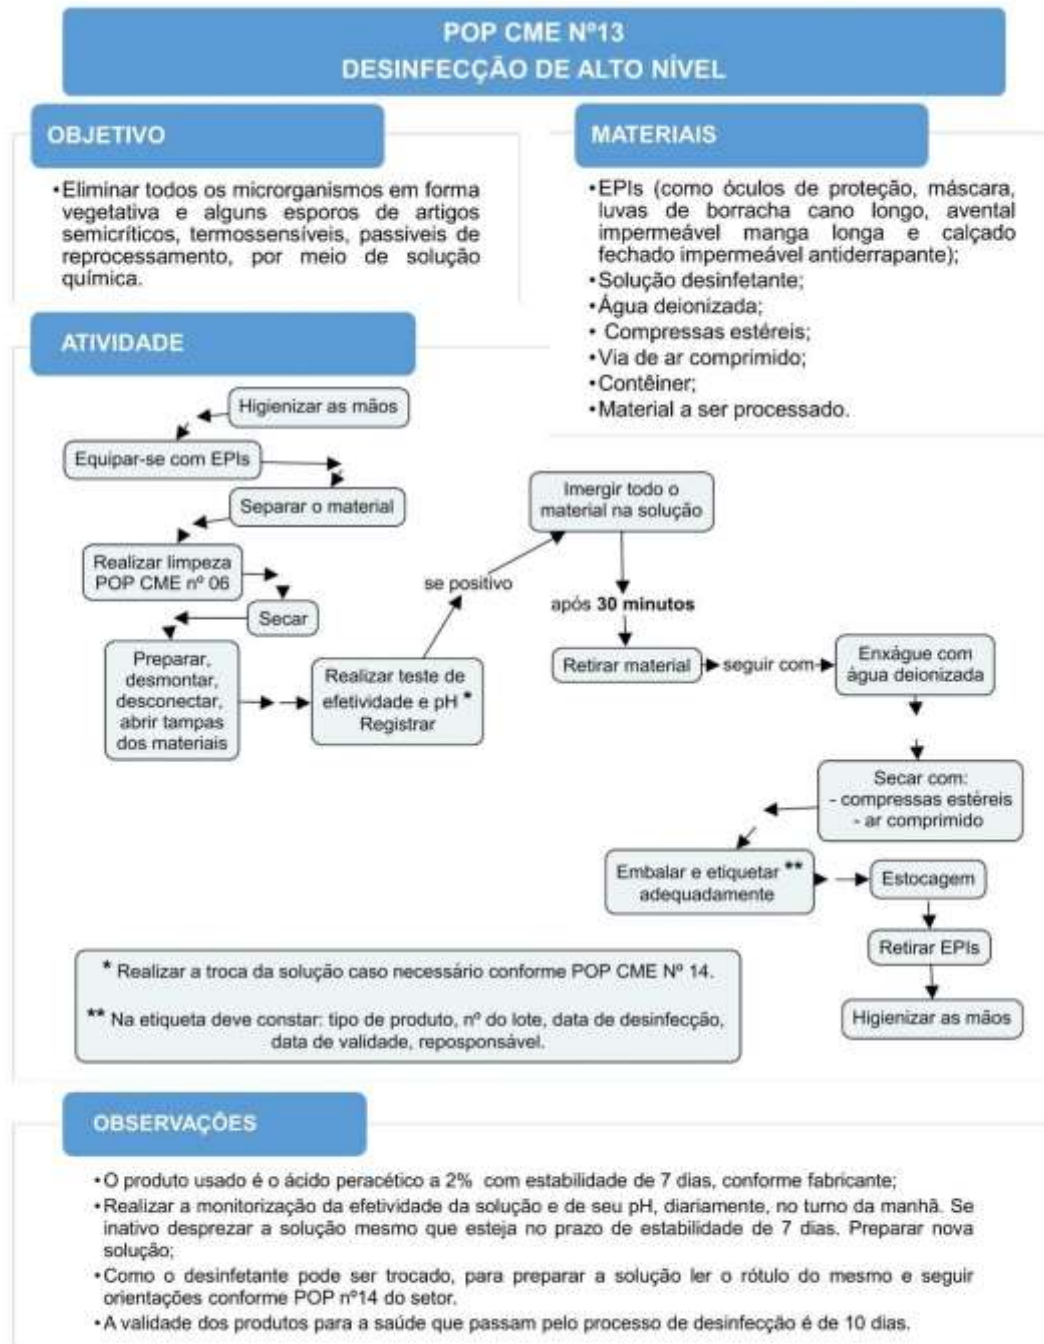 POP CME Nº13
DESINFECÇÃO DE ALTO NÍVEL
OBJETIVO
•Eliminar todos os microrganismos em forma
vegetativa e alguns esporos de artigos
semicríticos, termossensíveis, passiveis de
reprocessamento, por meio de solução
química.
MATERIAIS
•EPIs (como óculos de proteção, máscara,
luvas de borracha cano longo, avental
impermeável manga longa e calçado
fechado impermeável antiderrapante);
•Solução desinfetante;
•Água deionizada;
• Compressas estéreis;
•Via de ar comprimido;
•Contêiner;
•Material a ser processado.
ATIVIDADE
Higienizar as mãos
Equipar-se com EPIs
Separar o material
Realizar limpeza
POP CME nº 06
Secar
Preparar,
desmontar,
desconectar,
abrir tampas
dos materiais
Realizar teste de
efetividade e pH *
Registrar
se positivo
Imergir todo o
material na solução
após 30 minutos
Retirar material
seguir com
Enxágue com
água deionizada
Secar com:
- compressas estéreis
- ar comprimido
Embalar e etiquetar **
adequadamente
Estocagem
Retirar EPIs
Higienizar as mãos
* Realizar a troca da solução caso necessário conforme POP CME Nº 14.
** Na etiqueta deve constar: tipo de produto, nº do lote, data de desinfecção,
data de validade, reposponsável.
OBSERVAÇÕES
•O produto usado é o ácido peracético a 2% com estabilidade de 7 dias, conforme fabricante;
•Realizar a monitorização da efetividade da solução e de seu pH, diariamente, no turno da manhã. Se
inativo desprezar a solução mesmo que esteja no prazo de estabilidade de 7 dias. Preparar nova
solução;
•Como o desinfetante pode ser trocado, para preparar a solução ler o rótulo do mesmo e seguir
orientações conforme POP nº14 do setor.
•A validade dos produtos para a saúde que passam pelo processo de desinfecção é de 10 dias.